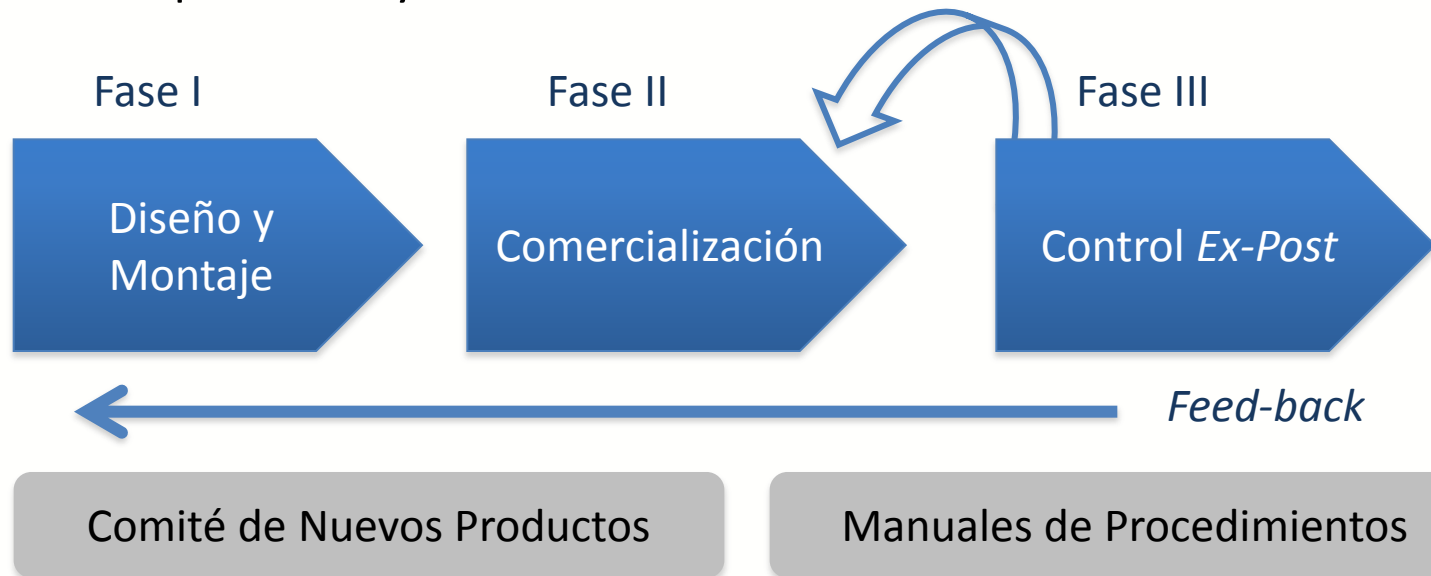 Fase I
Fase II
Fase III
Diseño y
Montaje
Comercialización
Control Ex-Post
Feed-back
Comité de Nuevos Productos
Manuales de Procedimientos